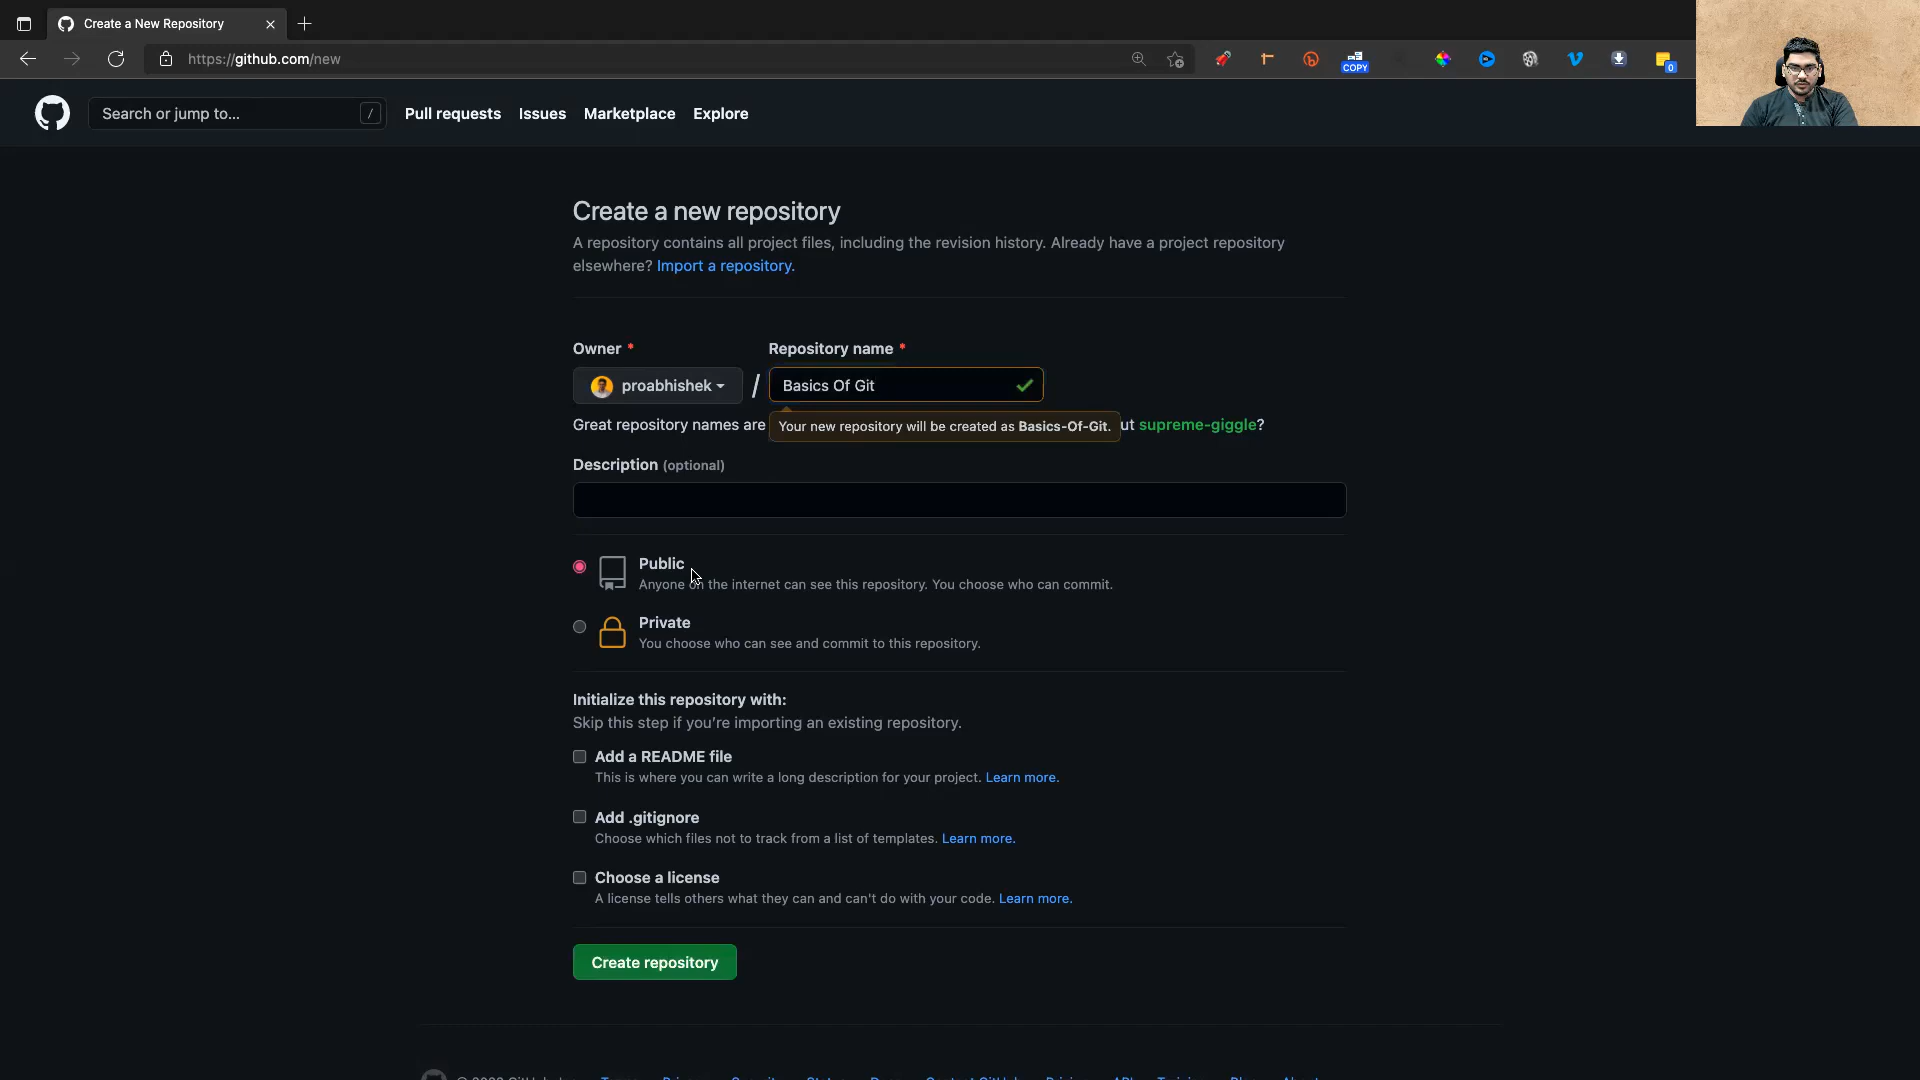 Create a New Repository
https://github.com/new
COPY
0
Search or jump to...
/
Pull requests
Issues
Marketplace
Explore
Create a new repository
A repository contains all project files, including the revision history. Already have a project repository
elsewhere? Import a repository.
Owner *
Repository name *
proabhishek
/
Basics Of Git
Great repository names are
Your new repository will be created as Basics-Of-Git.
ut supreme-giggle?
Description (optional)
Public
Anyone on the internet can see this repository. You choose who can commit.
Private
You choose who can see and commit to this repository.
Initialize this repository with:
Skip this step if you're importing an existing repository.
Add a README file
This is where you can write a long description for your project. Learn more.
Add .gitignore
Choose which files not to track from a list of templates. Learn more.
Choose a license
A license tells others what they can and can't do with your code. Learn more.
Create repository